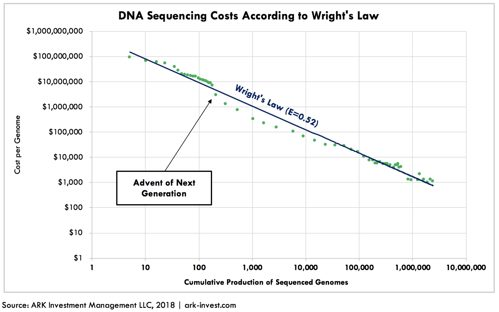 DNA Sequencing Costs According to Wright's Law
$1,000,000,000
$100,000,000
$10,000,000
$1,000,000
$100,000
$10,000
$1,000
$100
$10
$1
Cost per Genome
Wright's Law (E=0.52)
Advent of Next
Generation
1
10
100
1,000
10,000
100,000
1,000,000
10,000,000
Cumulative Production of Sequenced Genomes
Source: ARK Investment Management LLC, 2018 | ark-invest.com